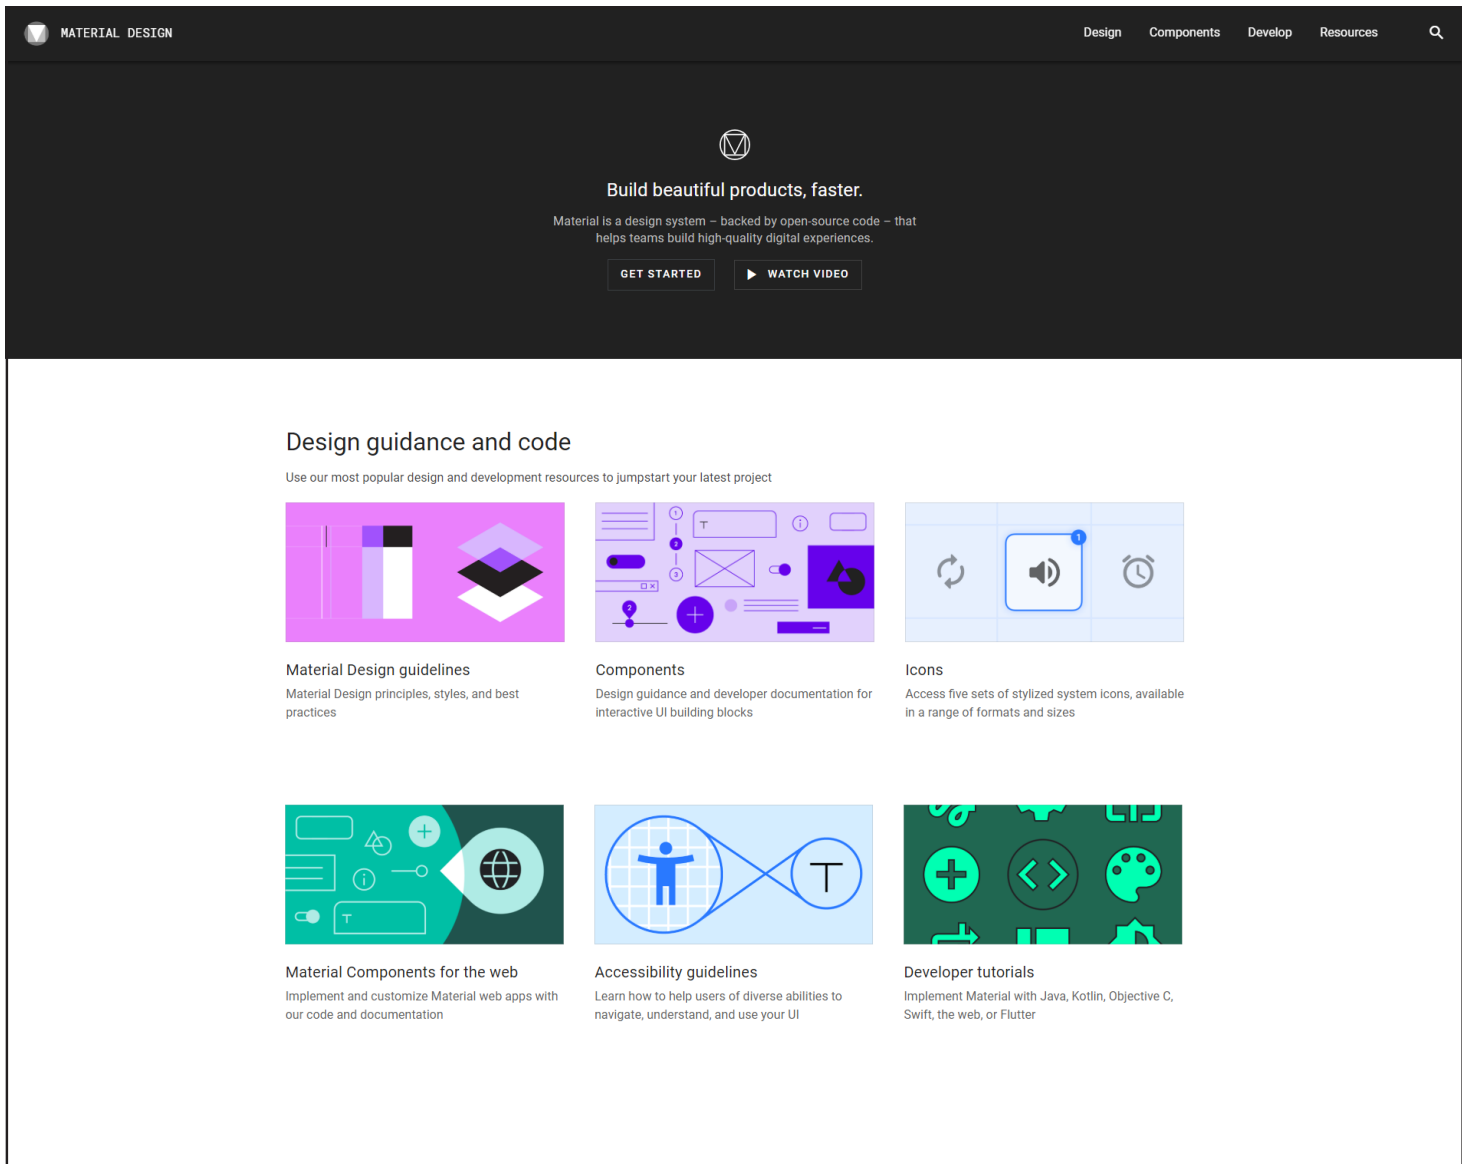 MATERIAL DESIGN
Design Components Develop Resources
Build beautiful products, faster.
Material is a design system – backed by open-source code – that
helps teams build high-quality digital experiences.
GET STARTED WATCH VIDEO
Design guidance and code
Use our most popular design and development resources to jumpstart your latest project
1
T
2
3
2
1
Material Design guidelines
Material Design principles, styles, and best
practices
Components
Design guidance and developer documentation for
interactive UI building blocks
Icons
Access five sets of stylized system icons, available
in a range of formats and sizes
T
T
Material Components for the web
Implement and customize Material web apps with
our code and documentation
Accessibility guidelines
Learn how to help users of diverse abilities to
navigate, understand, and use your UI
Developer tutorials
Implement Material with Java, Kotlin, Objective C,
Swift, the web, or Flutter